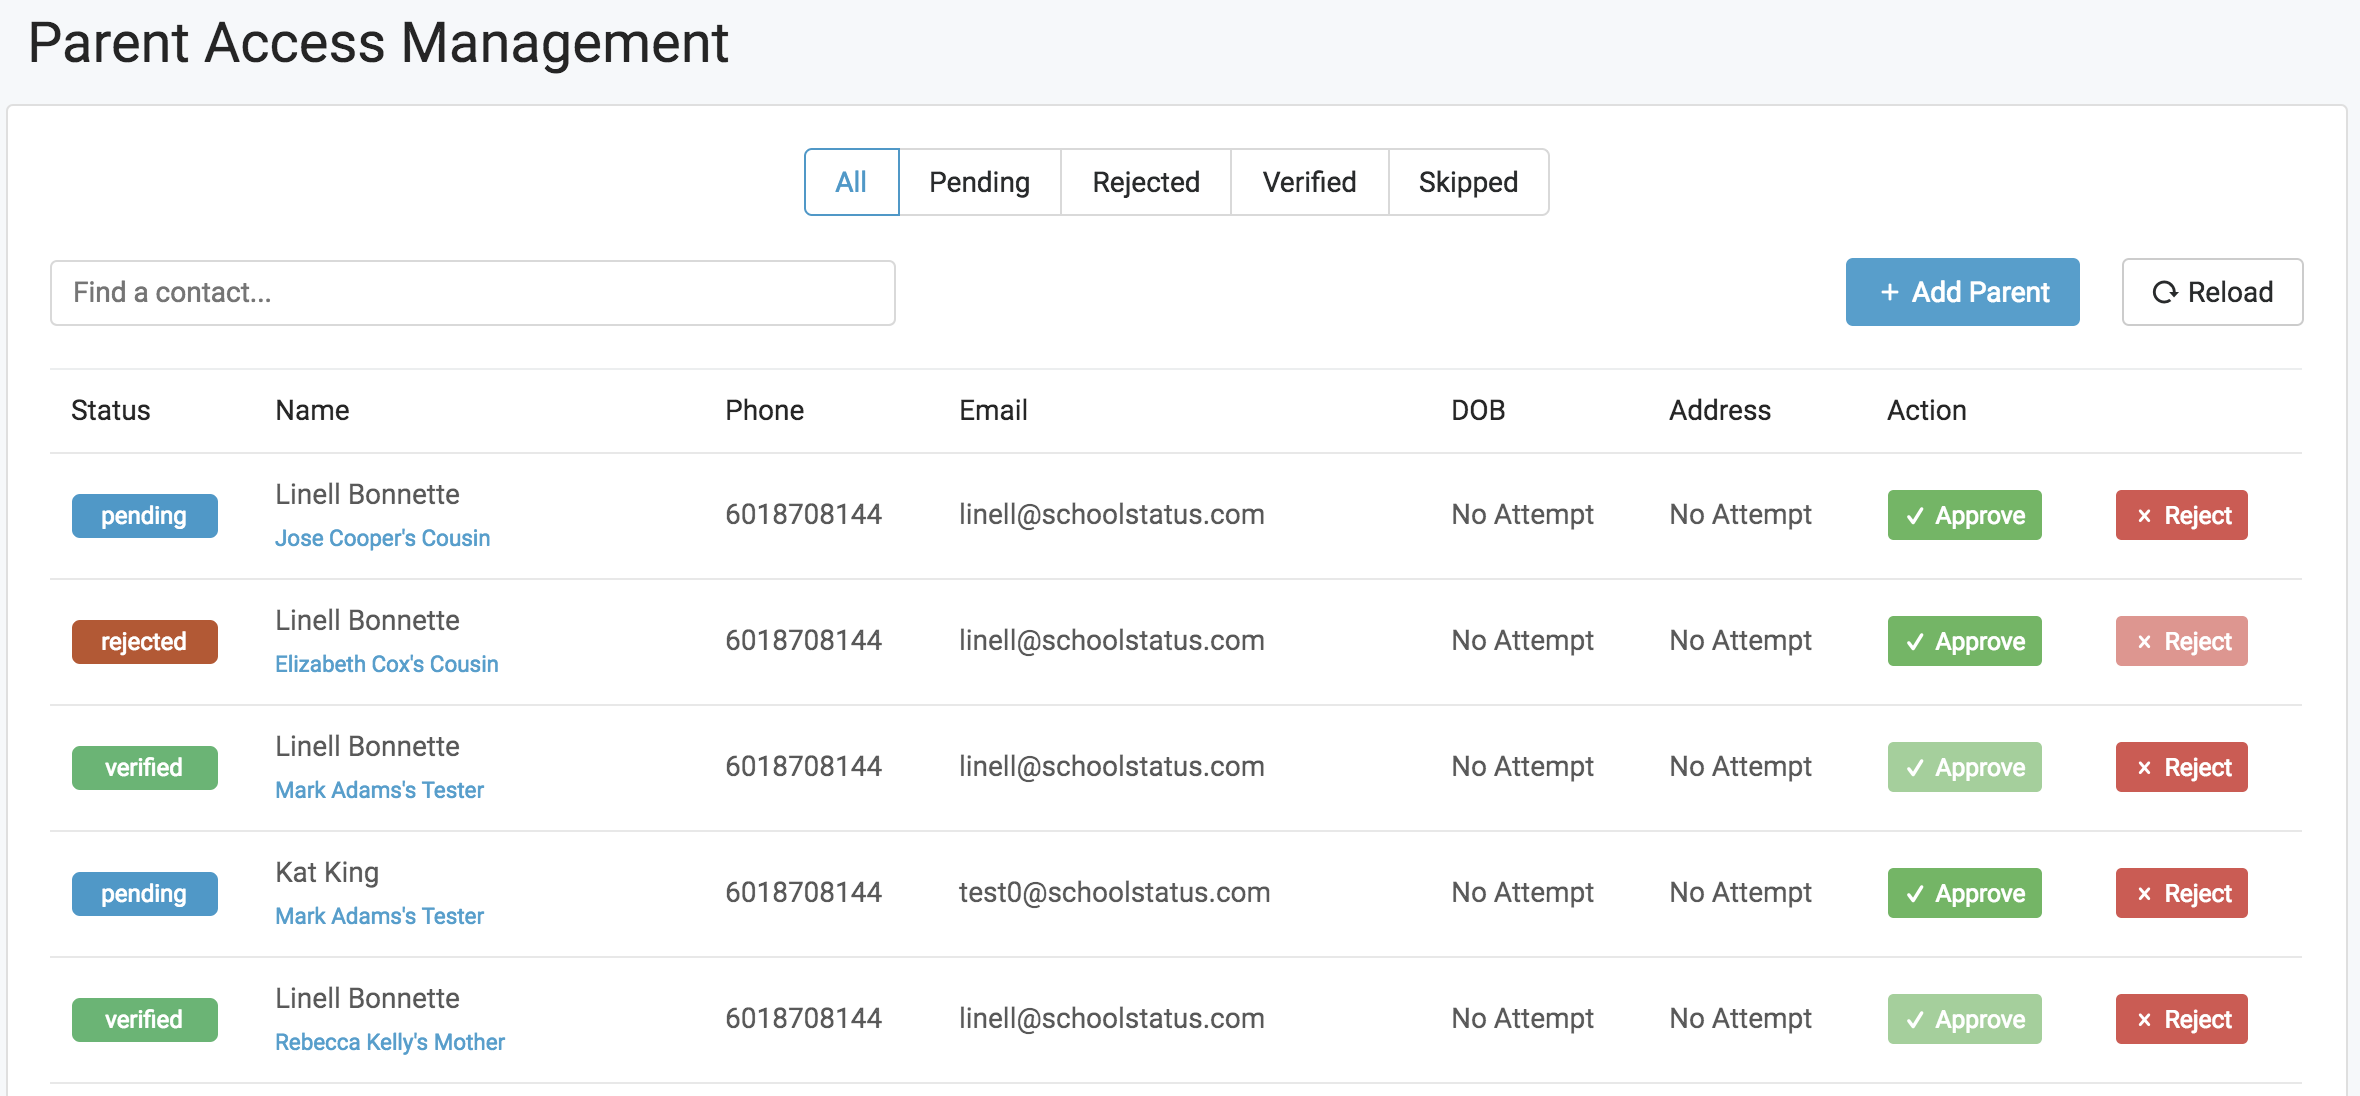 Parent Access Management
All Pending Rejected Verified Skipped
Find a contact... + Add Parent Reload
Status Name Phone Email DOB Address Action
pending Linell Bonnette 6018708144 linell@schoolstatus.com No Attempt No Attempt ✓ Approve × Reject
Jose Cooper's Cousin
rejected Linell Bonnette 6018708144 linell@schoolstatus.com No Attempt No Attempt ✓ Approve × Reject
Elizabeth Cox's Cousin
verified Linell Bonnette 6018708144 linell@schoolstatus.com No Attempt No Attempt ✓ Approve × Reject
Mark Adams's Tester
pending Kat King 6018708144 test0@schoolstatus.com No Attempt No Attempt ✓ Approve × Reject
Mark Adams's Tester
verified Linell Bonnette 6018708144 linell@schoolstatus.com No Attempt No Attempt ✓ Approve × Reject
Rebecca Kelly's Mother